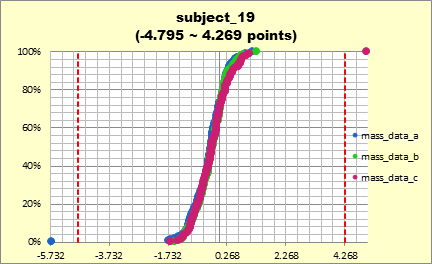 subject_19
(-4.795 ~ 4.269 points)
100%
80%
60%
40%
20%
0%
-5.732
-3.732
-1.732
0.268
2.268
4.268
mass_data_a
mass_data_b
mass_data_c